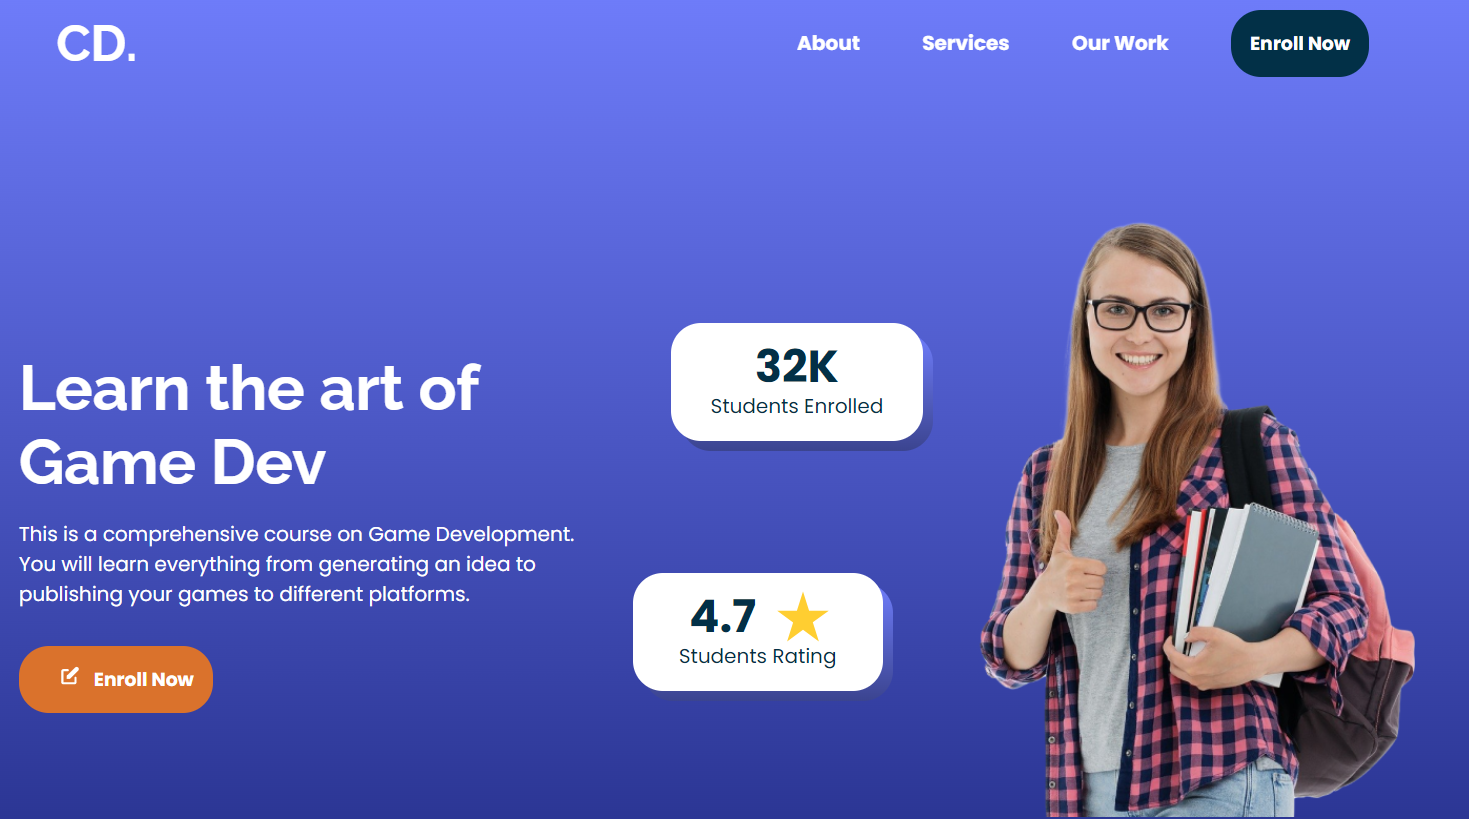 CD.
About
Services
Our Work
Enroll Now
Learn the art of
Game Dev
This is a comprehensive course on Game Development.
You will learn everything from generating an idea to
publishing your games to different platforms.
Enroll Now
32K
Students Enrolled
4.7
Students Rating